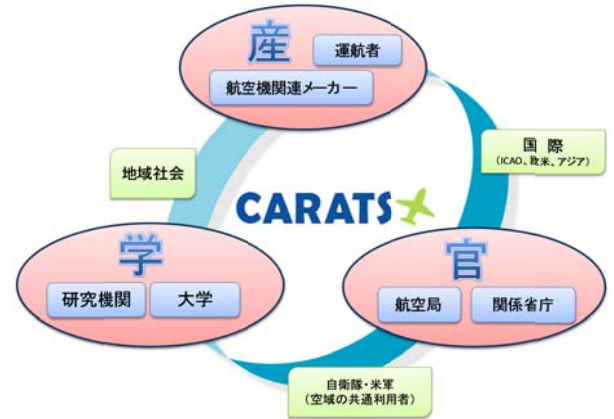 産
運航者
航空機関連メーカー
国 際
(ICAO、欧米、アジア)
地域社会
CARATS
学
研究機関
大学
官
航空局
関係省庁
自衛隊・米軍
(空域の共通利用者)